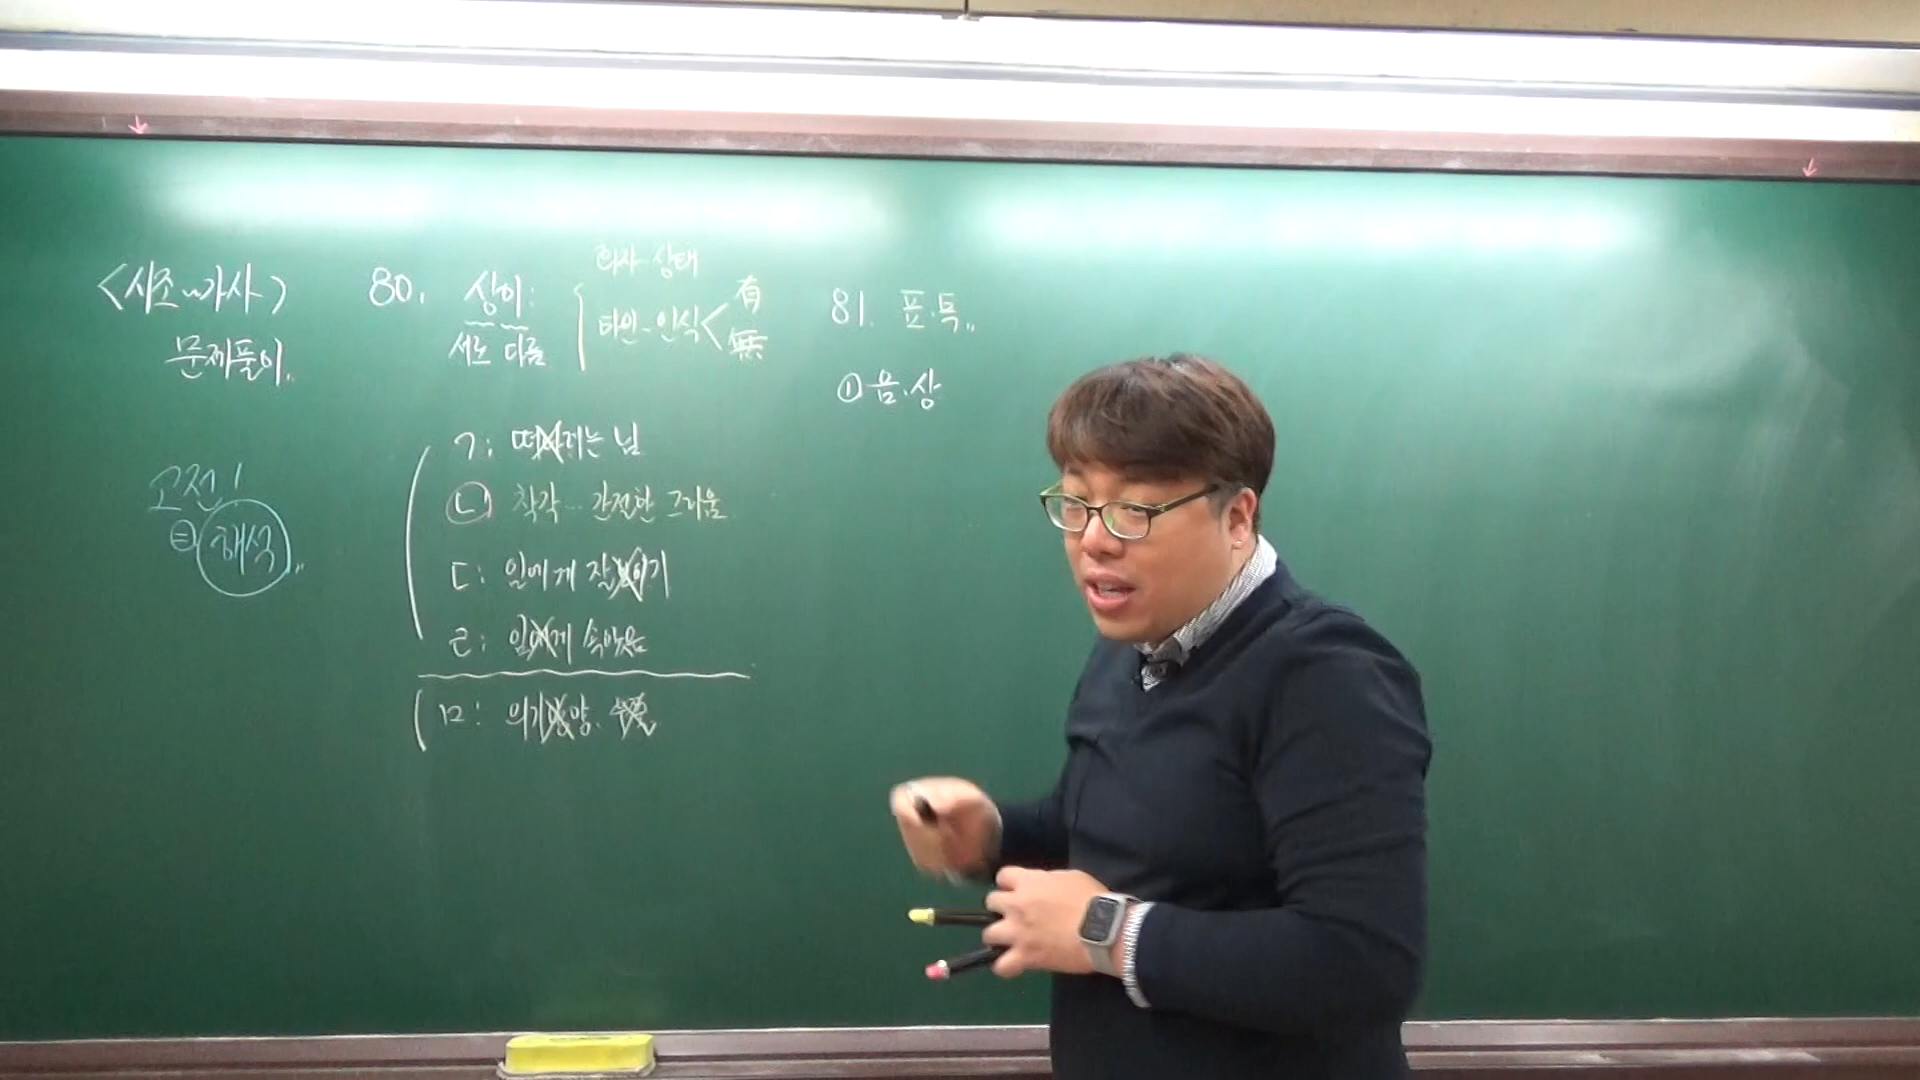 <시조~가사>
문제풀이..
고전!
= 해석..
80. 상이:
서로 다름
화자-상태
타인-인식< 有
無
ㄱ: 떡사러는 님
ㄴ 착각… 간절한 그리움
ㄷ: 임에게 잘보이기
ㄹ: 임에게 속았음
ㅁ: 의기양양.
81. 표.특..
① 음.상